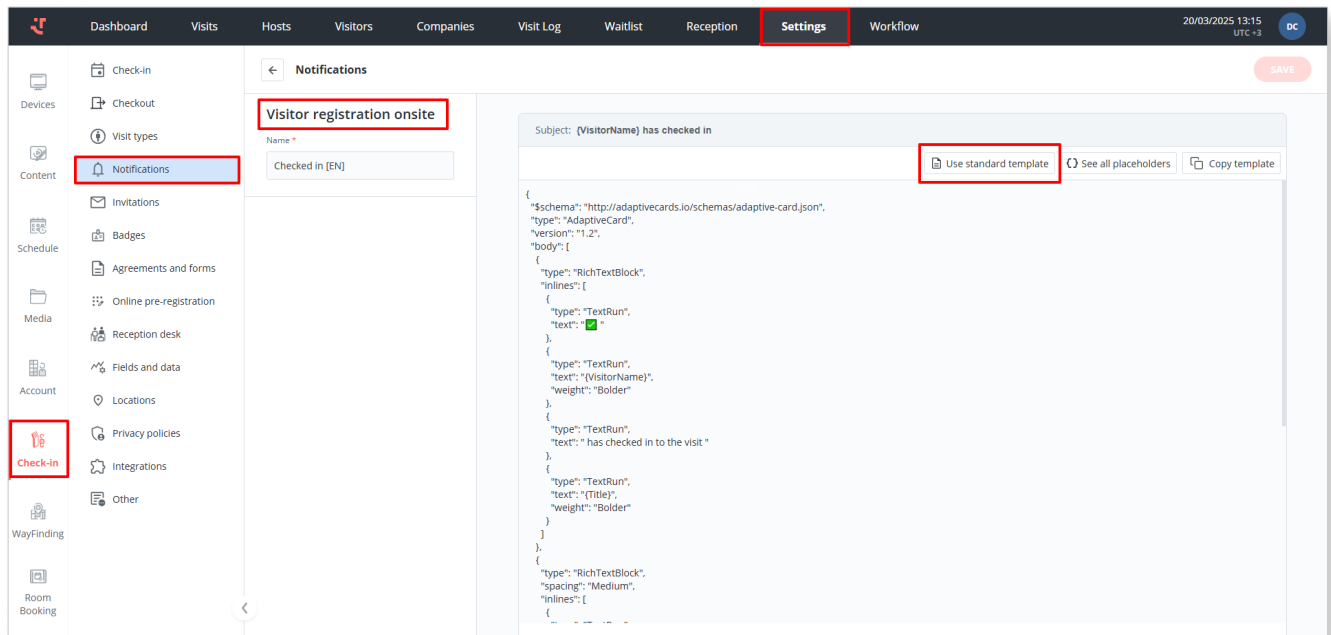 Dashboard Visits Hosts Visitors Companies Visit Log Waitlist Reception Settings Workflow 20/03/2025 13:15
UTC +3
DC
Devices
Content
Schedule
Media
Account
Check-in
WayFinding
Room
Booking
Check-in
Checkout
Visit types
Notifications
Invitations
Badges
Agreements and forms
Online pre-registration
Reception desk
Fields and data
Locations
Privacy policies
Integrations
Other
Notifications
SAVE
Visitor registration onsite
Name *
Checked in [EN]
Subject: {VisitorName} has checked in
Use standard template {} See all placeholders Copy template
{
"$schema": "http://adaptivecards.io/schemas/adaptive-card.json",
"type": "AdaptiveCard",
"version": "1.2",
"body": [
{
"type": "RichTextBlock",
"inlines": [
{
"type": "TextRun",
"text": "✅ "
},
{
"type": "TextRun",
"text": "{VisitorName}",
"weight": "Bolder"
},
{
"type": "TextRun",
"text": " has checked in to the visit "
},
{
"type": "TextRun",
"text": "{Title}",
"weight": "Bolder"
}
]
},
{
"type": "RichTextBlock",
"spacing": "Medium",
"inlines": [
{